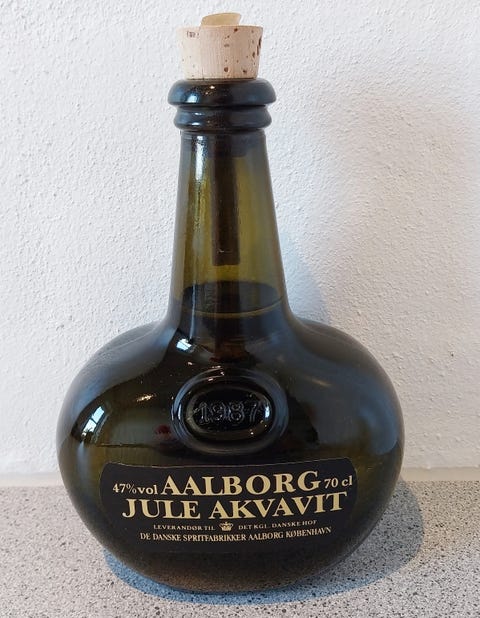 1987
47% vol AALBORG 70 cl
JULE AKVAVIT
LEVERANDØR TIL DET KGL. DANSKE HOF
DE DANSKE SPRITFABRIKKER AALBORG KØBENHAVN